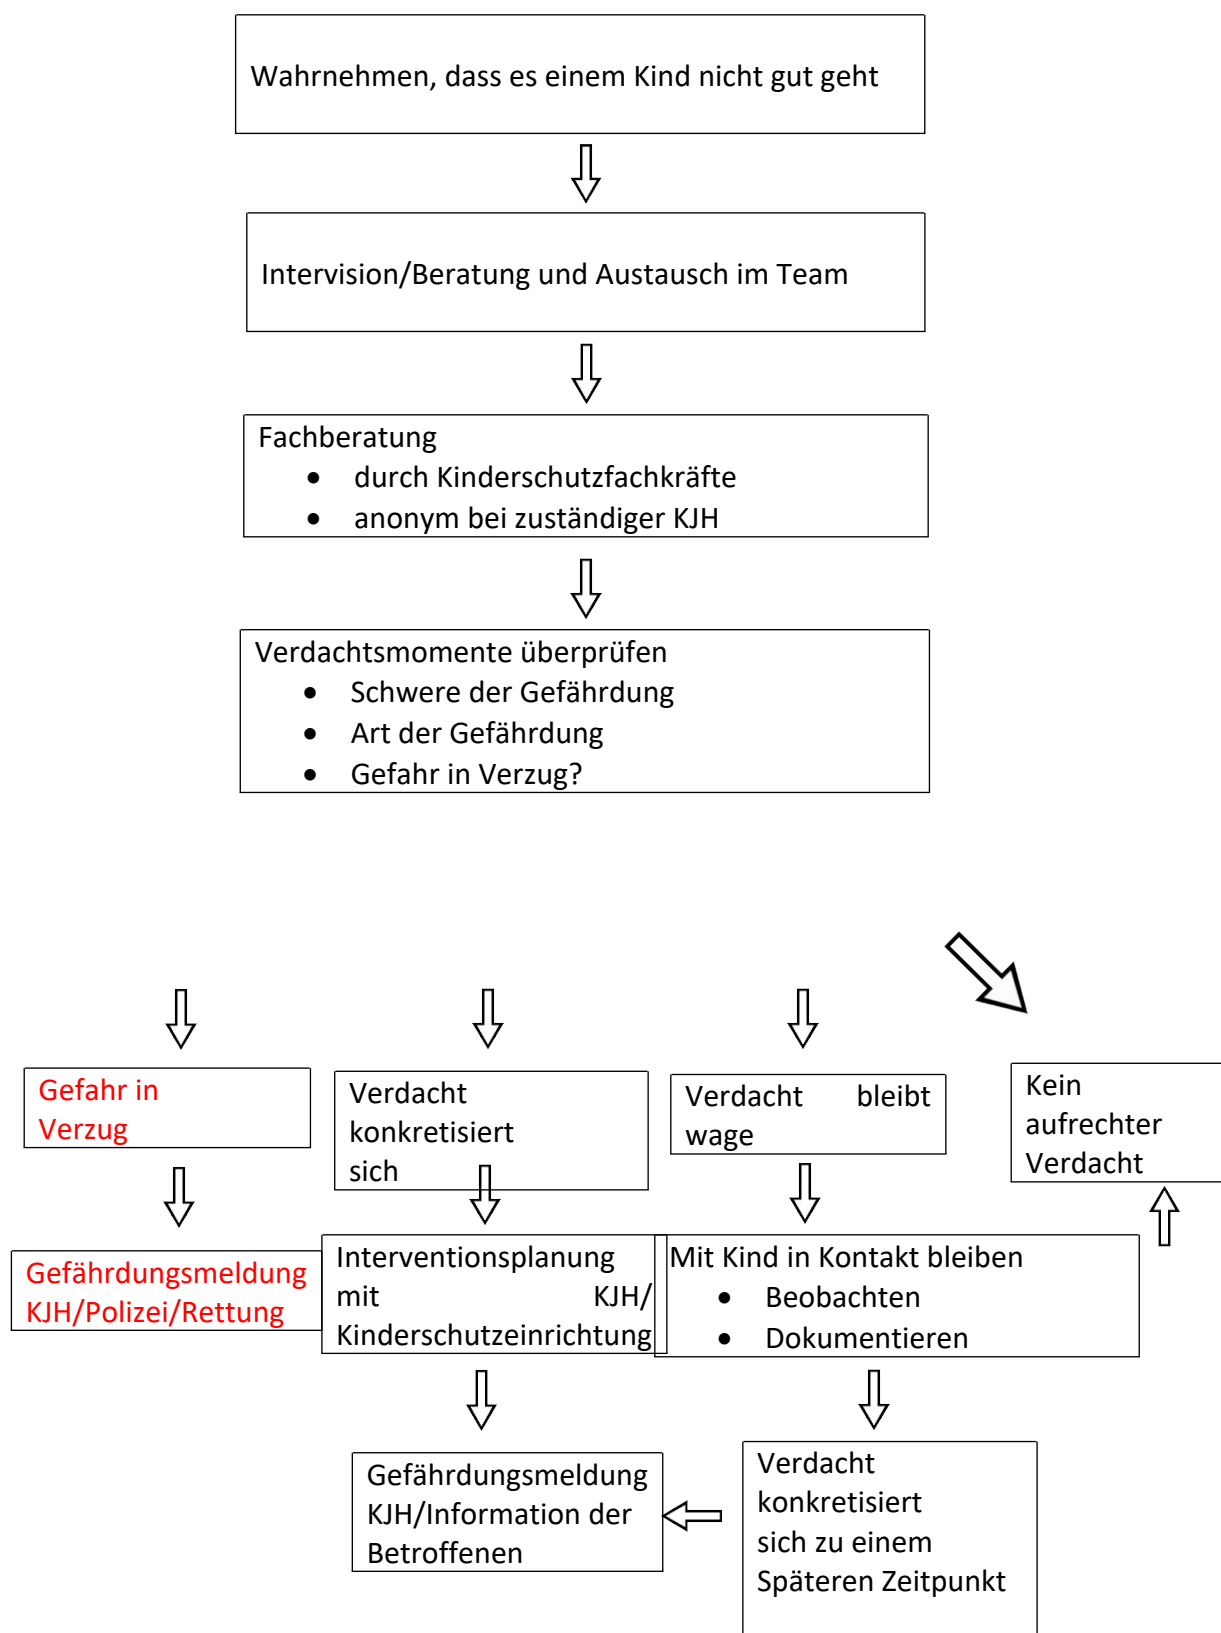 Wahrnehmen, dass es einem Kind nicht gut geht
Intervision/Beratung und Austausch im Team
Fachberatung
• durch Kinderschutzfachkräfte
• anonym bei zuständiger KJH
Verdachtsmomente überprüfen
• Schwere der Gefährdung
• Art der Gefährdung
• Gefahr in Verzug?
Gefahr in
Verzug
Verdacht
konkretisiert
sich
Verdacht bleibt
wage
Kein
aufrechter
Verdacht
Gefährdungsmeldung
KJH/Polizei/Rettung
Interventionsplanung
mit KJH/
Kinderschutzeinrichtung
Mit Kind in Kontakt bleiben
• Beobachten
• Dokumentieren
Gefährdungsmeldung
KJH/Information der
Betroffenen
Verdacht
konkretisiert
sich zu einem
Späteren Zeitpunkt